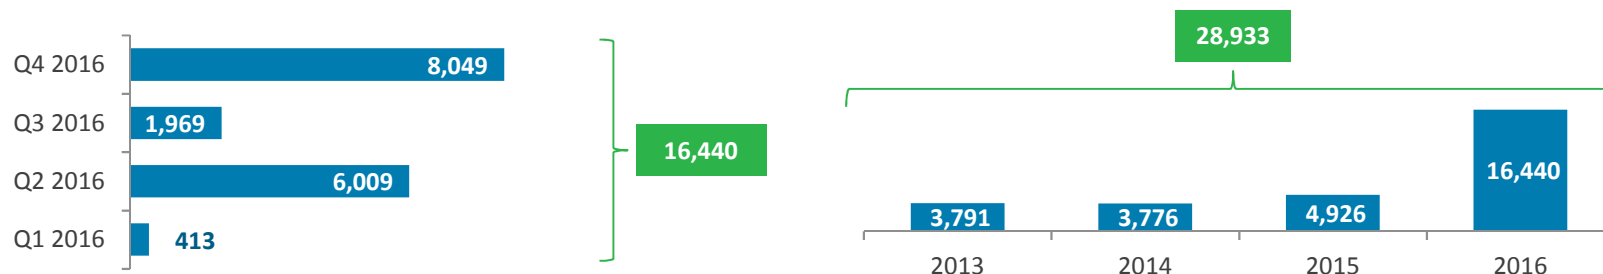 Q4 2016 8,049
Q3 2016 1,969
Q2 2016 6,009
Q1 2016 413
16,440
28,933
3,791 3,776 4,926 16,440
2013 2014 2015 2016